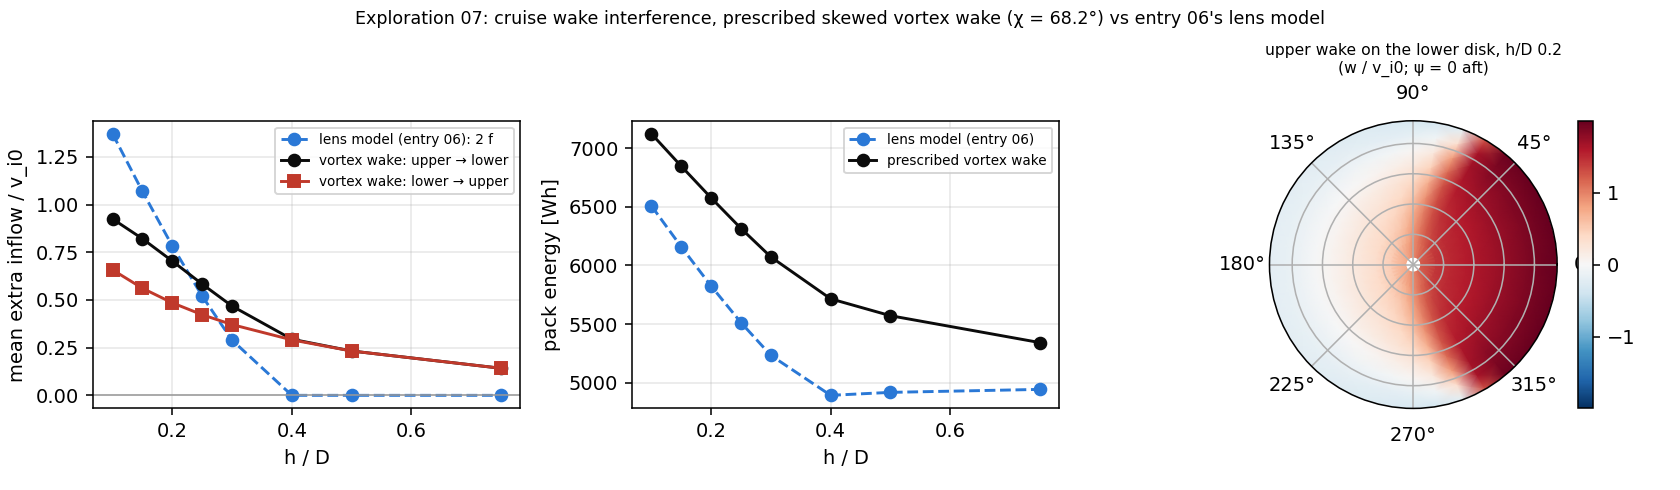 Exploration 07: cruise wake interference, prescribed skewed vortex wake (χ = 68.2°) vs entry 06's lens model
mean extra inflow / v_i0
1.25
1.00
0.75
0.50
0.25
0.00
lens model (entry 06): 2 f
vortex wake: upper → lower
vortex wake: lower → upper
0.2
0.4
0.6
h / D
pack energy [Wh]
7000
6500
6000
5500
5000
lens model (entry 06)
prescribed vortex wake
0.2
0.4
0.6
h / D
upper wake on the lower disk, h/D 0.2
(w / v_i0; ψ = 0 aft)
90°
135°
45°
180°
225°
315°
270°
1
0
−1